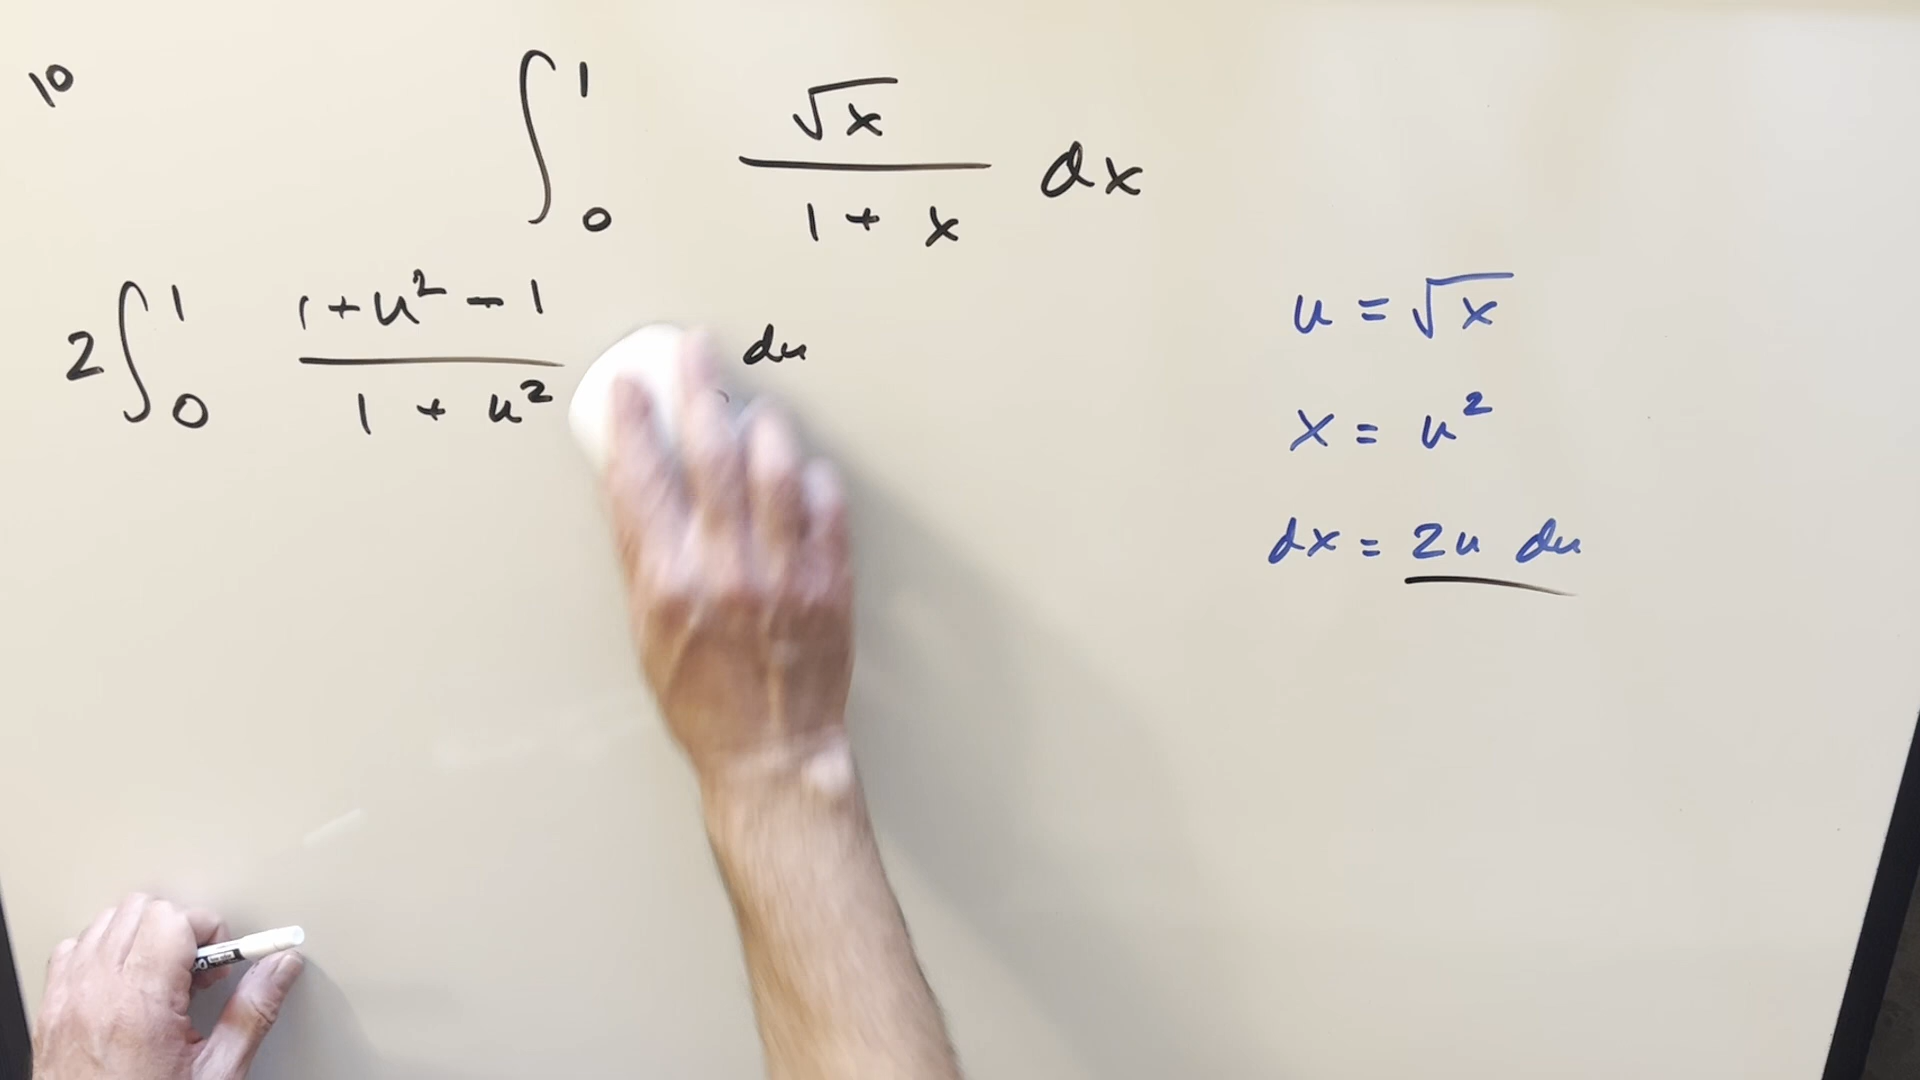 10
∫₀¹ √x / (1 + x) dx
2 ∫₀¹ (1 + u² - 1) / (1 + u²) du
u = √x
x = u²
dx = 2u du